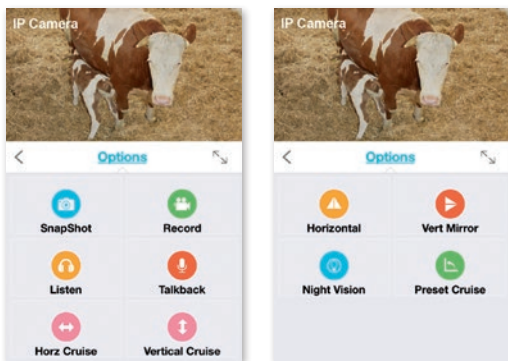 IP Camera
Options
SnapShot
Record
Listen
Talkback
Horz Cruise
Vertical Cruise
IP Camera
Options
Horizontal
Vert Mirror
Night Vision
Preset Cruise